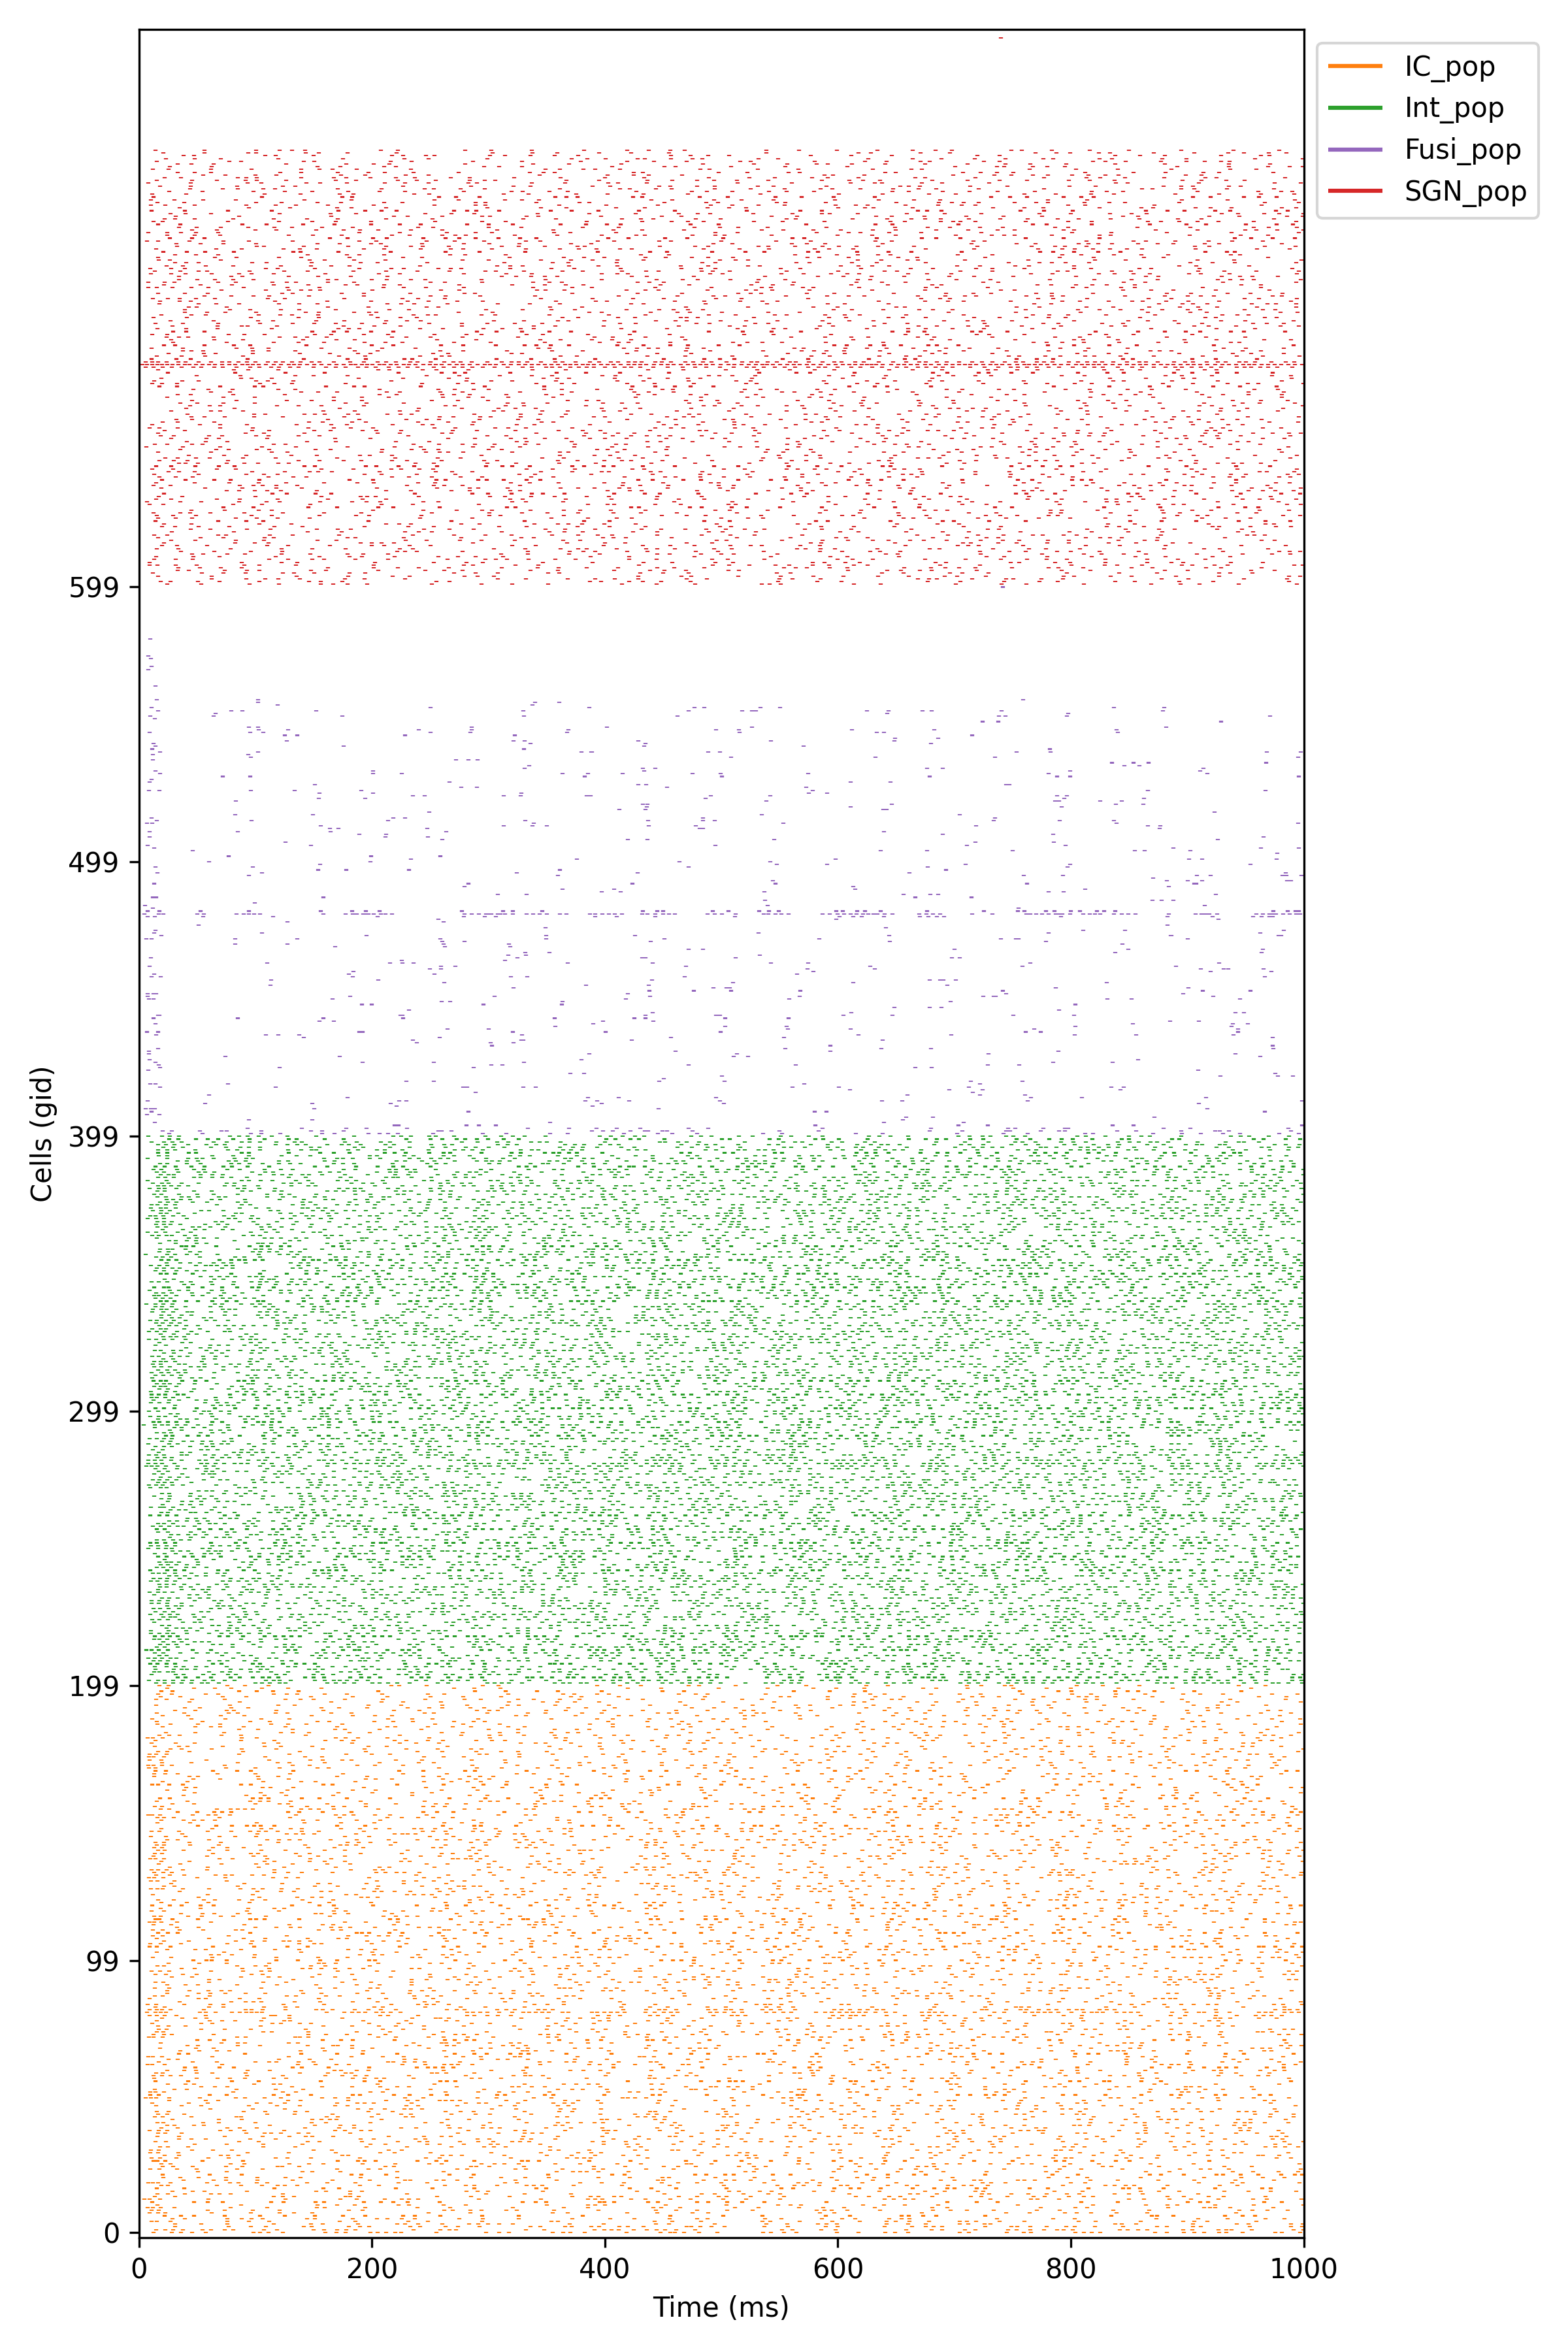 IC_pop
Int_pop
Fusi_pop
SGN_pop
599
499
399
299
199
99
0
Cells (gid)
0 200 400 600 800 1000
Time (ms)